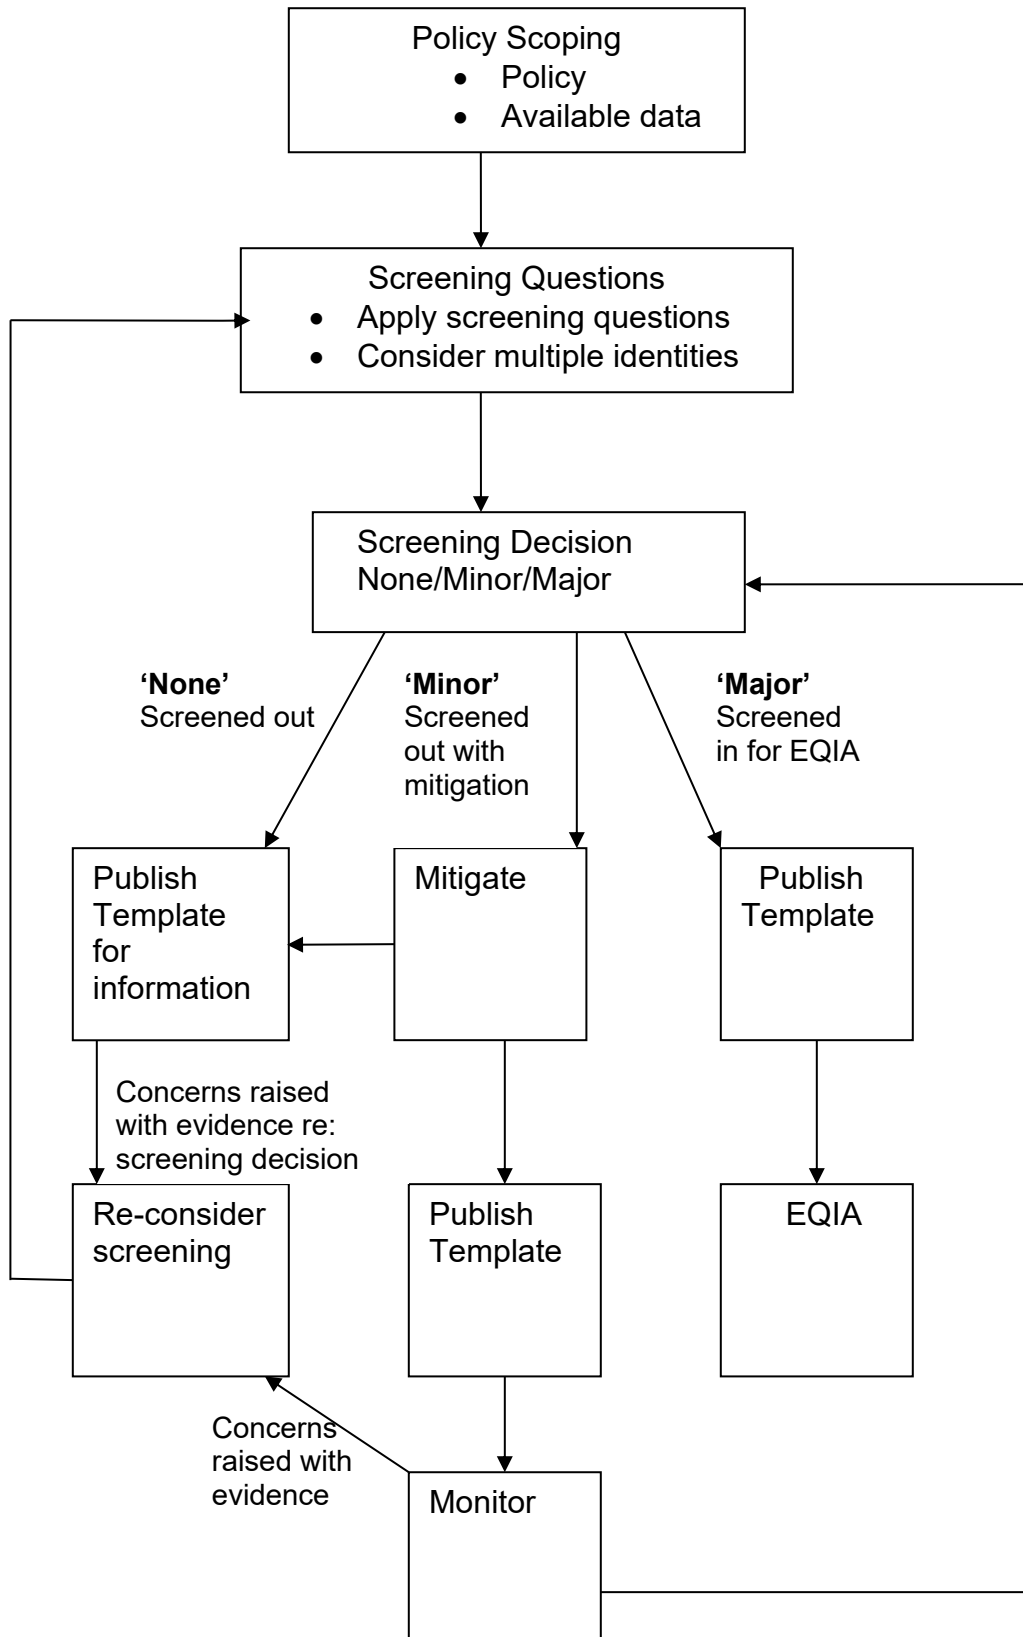 Policy Scoping
• Policy
• Available data
Screening Questions
• Apply screening questions
• Consider multiple identities
Screening Decision
None/Minor/Major
‘None’
Screened out
‘Minor’
Screened
out with
mitigation
‘Major’
Screened
in for EQIA
Publish
Template
for
information
Mitigate
Publish
Template
Concerns raised
with evidence re:
screening decision
Re-consider
screening
Publish
Template
EQIA
Concerns
raised with
evidence
Monitor